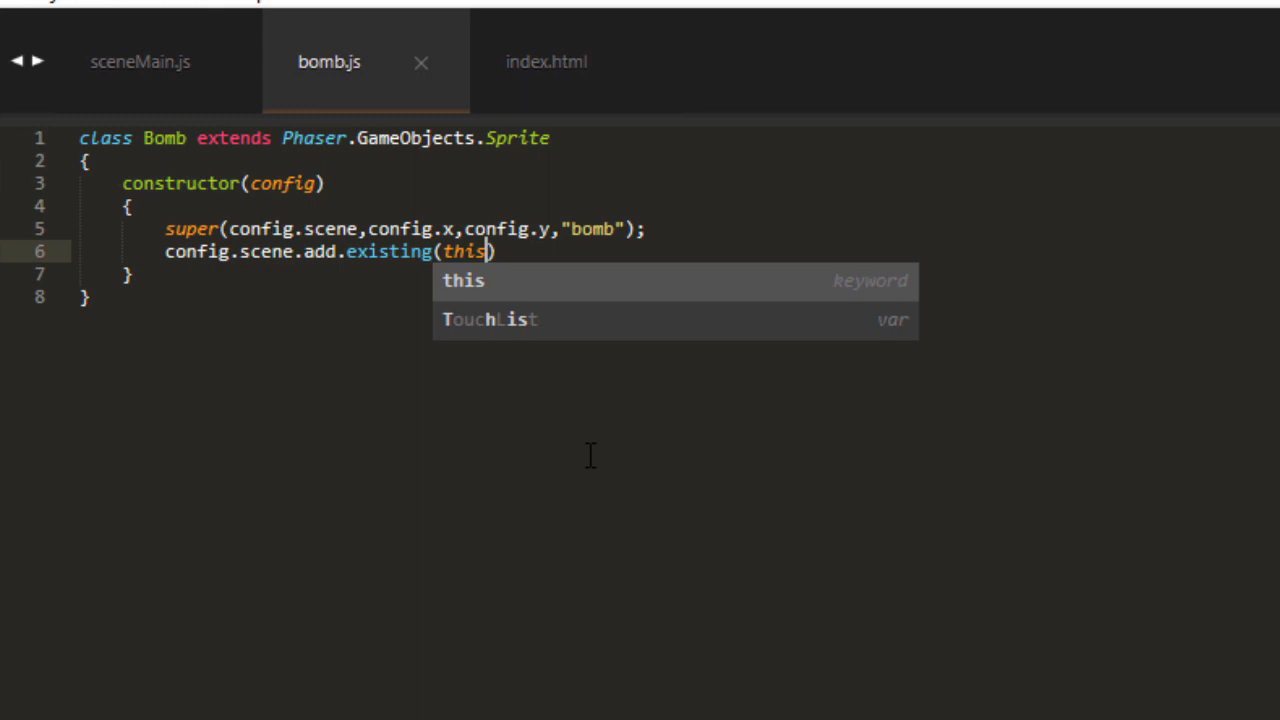 sceneMain.js bomb.js × index.html
1 class Bomb extends Phaser.GameObjects.Sprite
2 {
3 constructor(config)
4 {
5 super(config.scene,config.x,config.y,"bomb");
6 config.scene.add.existing(this)
7 }
8 }
this keyword
TouchList var